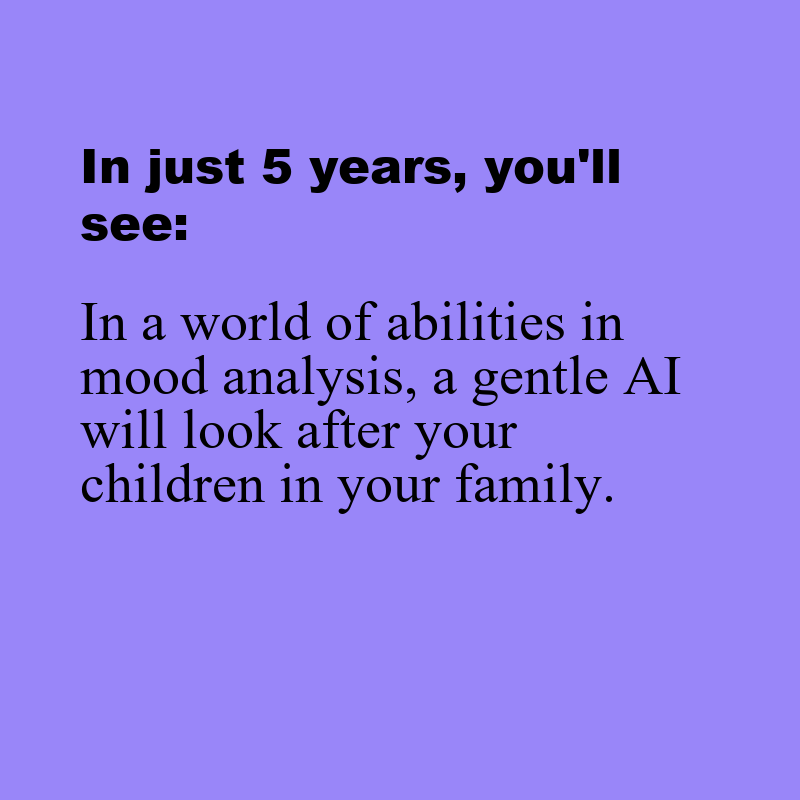 In just 5 years, you'll
see:
In a world of abilities in
mood analysis, a gentle AI
will look after your
children in your family.